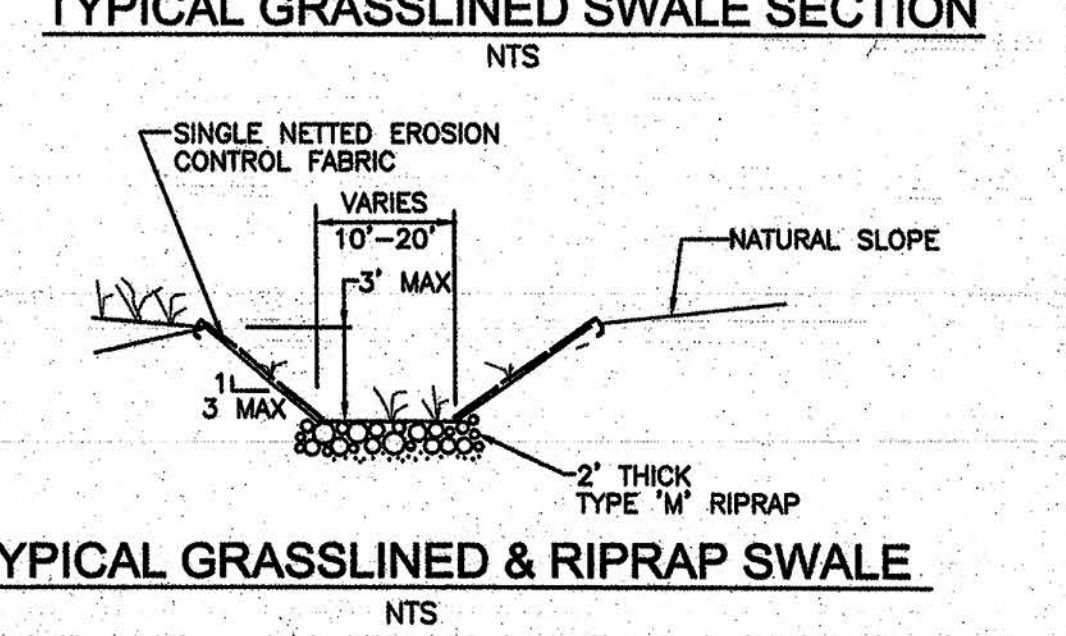 TYPICAL GRASSLINED SWALE SECTION
NTS
SINGLE NETTED EROSION
CONTROL FABRIC
VARIES
10'-20'
3' MAX
NATURAL SLOPE
1
3 MAX
2' THICK
TYPE 'M' RIPRAP
YPICAL GRASSLINED & RIPRAP SWALE
NTS